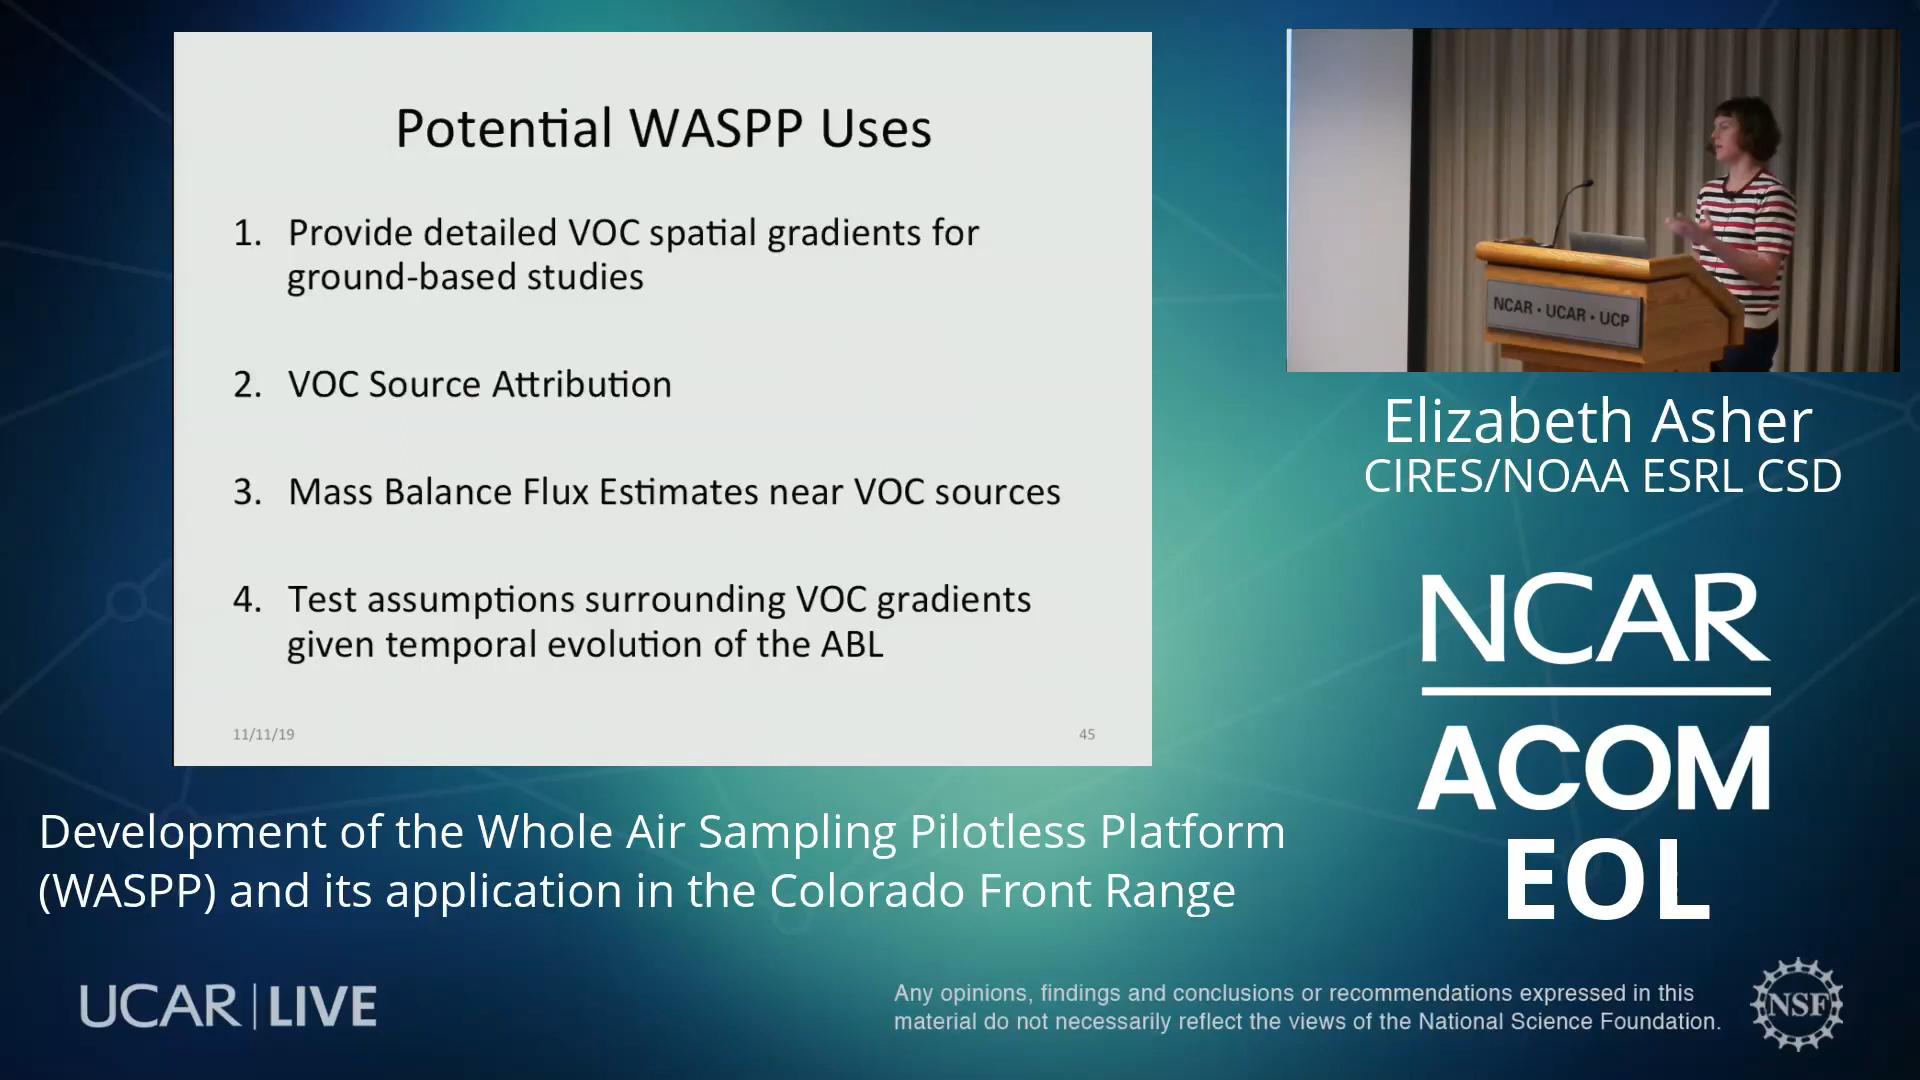 Potential WASPP Uses
1. Provide detailed VOC spatial gradients for
ground-based studies
2. VOC Source Attribution
3. Mass Balance Flux Estimates near VOC sources
4. Test assumptions surrounding VOC gradients
given temporal evolution of the ABL
11/11/19
45
NCAR • UCAR • UCP
Elizabeth Asher
CIRES/NOAA ESRL CSD
NCAR
ACOM
EOL
Development of the Whole Air Sampling Pilotless Platform
(WASPP) and its application in the Colorado Front Range
UCAR | LIVE
Any opinions, findings and conclusions or recommendations expressed in this
material do not necessarily reflect the views of the National Science Foundation.
NSF